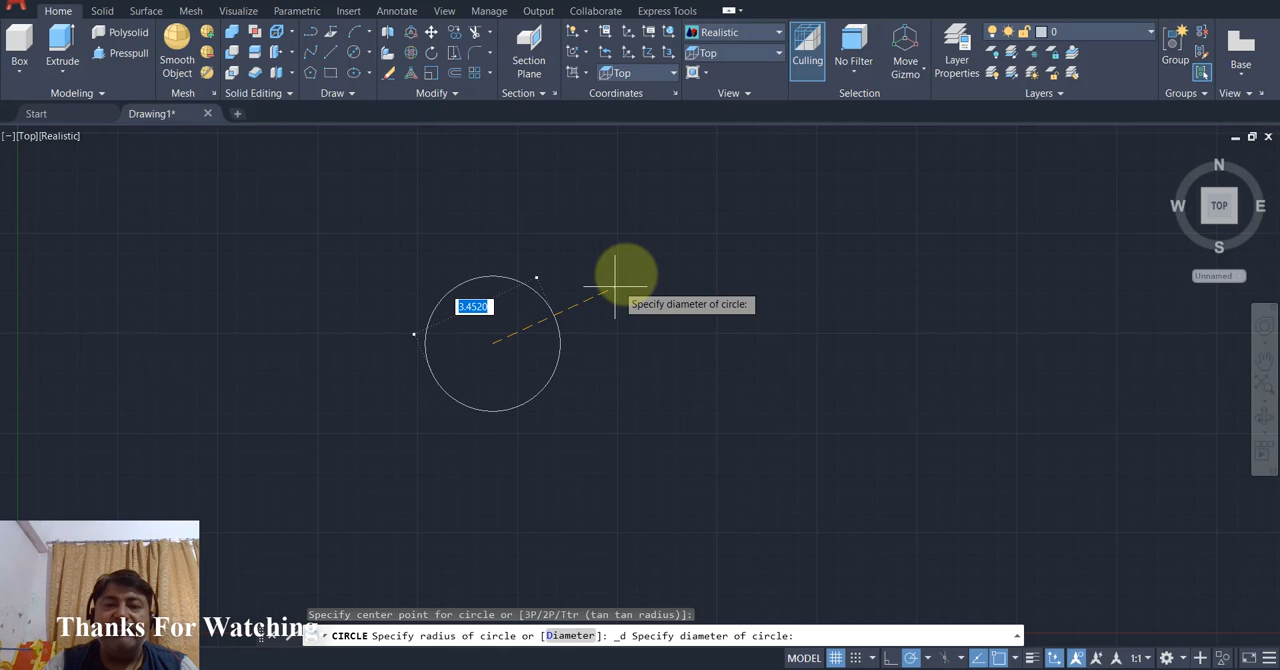 Home Solid Surface Mesh Visualize Parametric Insert Annotate View Manage Output Collaborate Express Tools
Box Extrude Polysolid Presspull Smooth Object Section Plane Realistic Top Top Culling No Filter Move Gizmo Layer Properties 0 Group Base
Modeling Mesh Solid Editing Draw Modify Section Coordinates View Selection Layers Groups View
Start Drawing1*
[−][Top][Realistic]
N
W TOP E
S
Unnamed
3.4520
Specify diameter of circle:
Specify center point for circle or [3P/2P/Ttr (tan tan radius)]:
Thanks For Watching
CIRCLE Specify radius of circle or [Diameter]: _d Specify diameter of circle:
MODEL 1:1